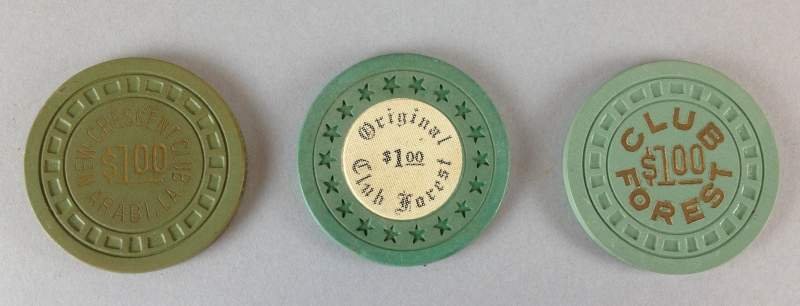 NEW CRESCENT CLUB
$1.00
ARABI, LA
Original
$1.00
Club Forest
CLUB
$1.00
FOREST